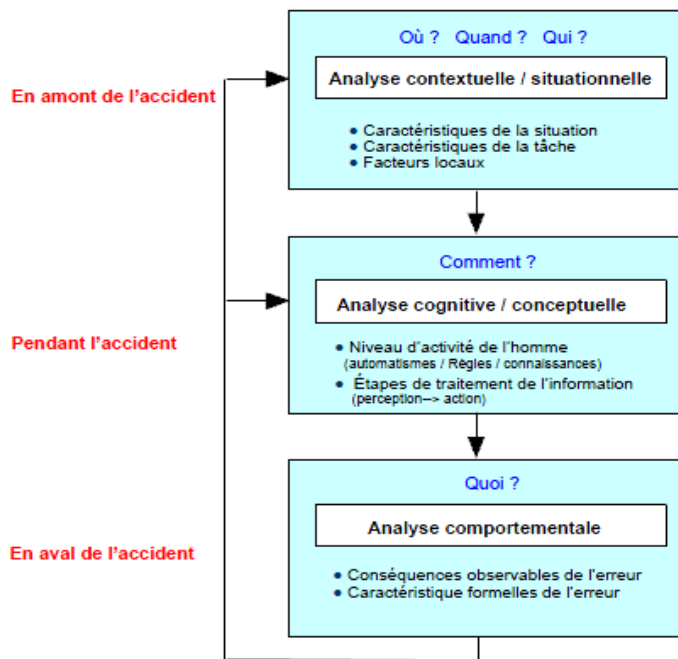 Où ? Quand ? Qui ?
Analyse contextuelle / situationnelle
En amont de l'accident
• Caractéristiques de la situation
• Caractéristiques de la tâche
• Facteurs locaux
Comment ?
Analyse cognitive / conceptuelle
Pendant l'accident
• Niveau d'activité de l'homme
(automatismes / Règles / connaissances)
• Étapes de traitement de l'information
(perception--> action)
Quoi ?
Analyse comportementale
En aval de l'accident
• Conséquences observables de l'erreur
• Caractéristique formelles de l'erreur